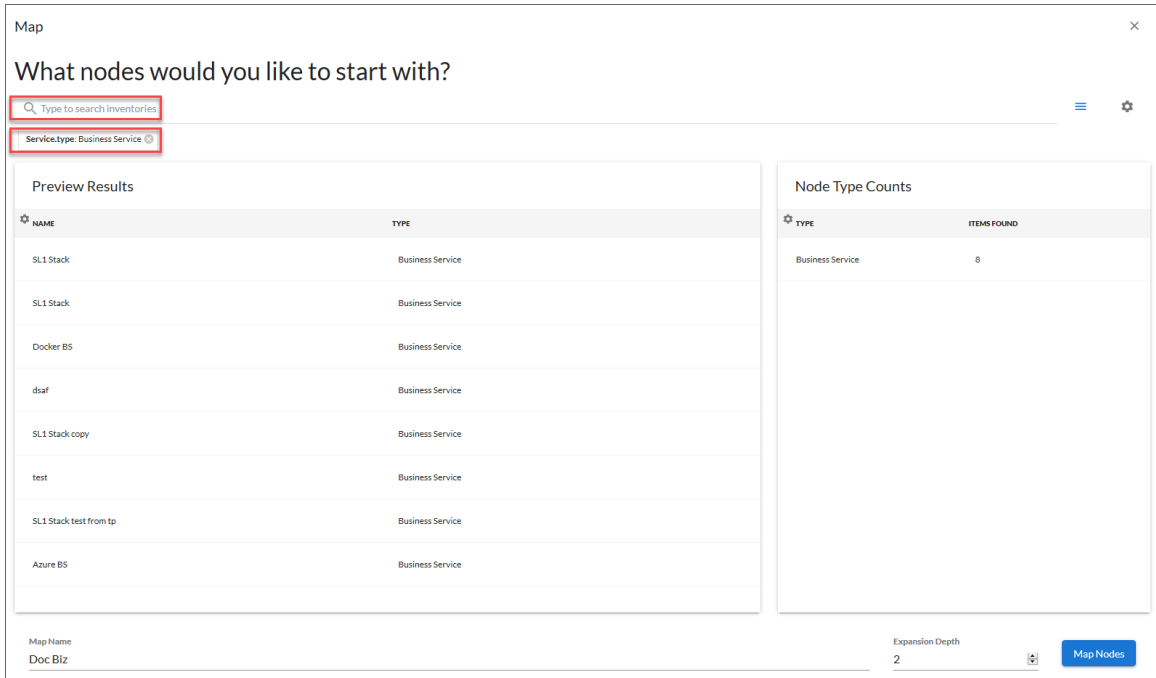 Map
What nodes would you like to start with?
Type to search inventories
Service.type: Business Service
Preview Results
NAME TYPE
SL1 Stack Business Service
SL1 Stack Business Service
Docker BS Business Service
dsaf Business Service
SL1 Stack copy Business Service
test Business Service
SL1 Stack test from tp Business Service
Azure BS Business Service
Node Type Counts
TYPE ITEMS FOUND
Business Service 8
Map Name
Doc Biz
Expansion Depth
2
Map Nodes